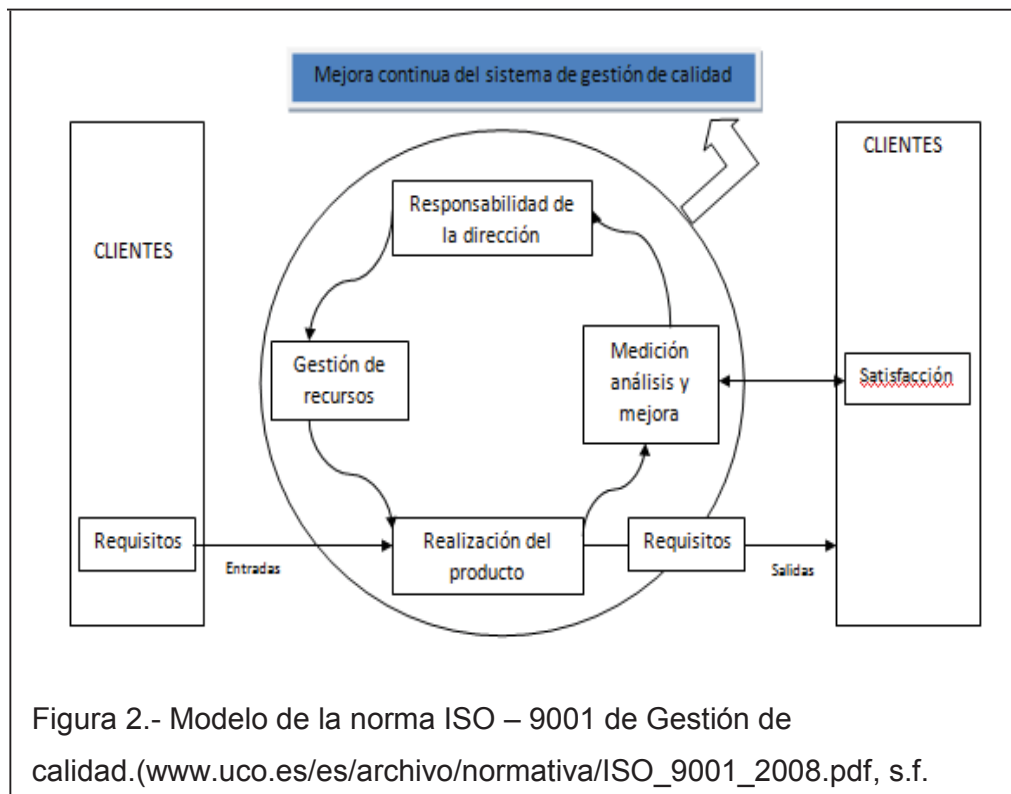 Mejora continua del sistema de gestión de calidad
CLIENTES
CLIENTES
Responsabilidad de
la dirección
Gestión de
recursos
Medición
análisis y
mejora
Satisfacción
Requisitos
Entradas
Realización del
producto
Requisitos
Salidas
Figura 2.- Modelo de la norma ISO – 9001 de Gestión de
calidad.(www.uco.es/es/archivo/normativa/ISO_9001_2008.pdf, s.f.